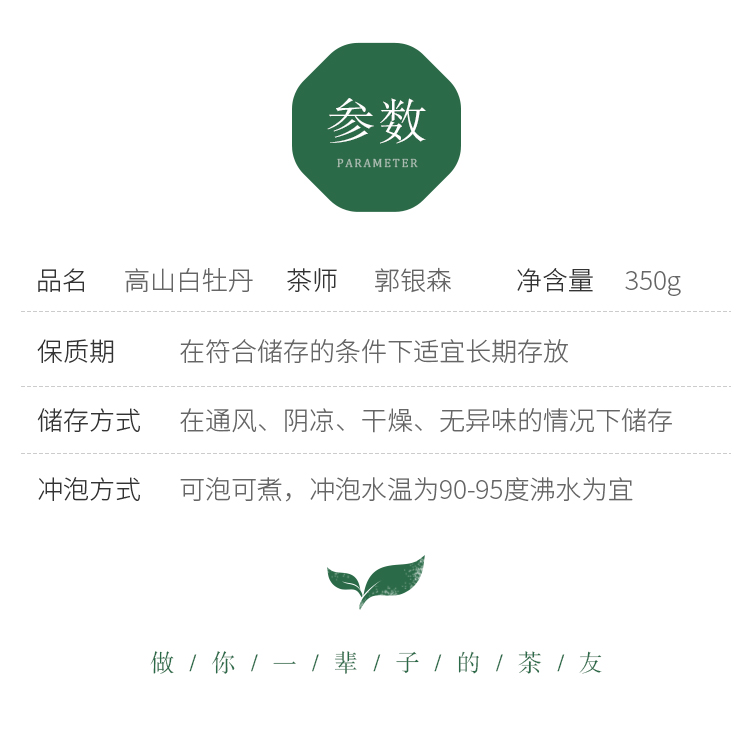 参数
PARAMETER
品名 高山白牡丹 茶师 郭银森 净含量 350g
保质期 在符合储存的条件下适宜长期存放
储存方式 在通风、阴凉、干燥、无异味的情况下储存
冲泡方式 可泡可煮，冲泡水温为90-95度沸水为宜
做 / 你 / 一 / 辈 / 子 / 的 / 茶 / 友